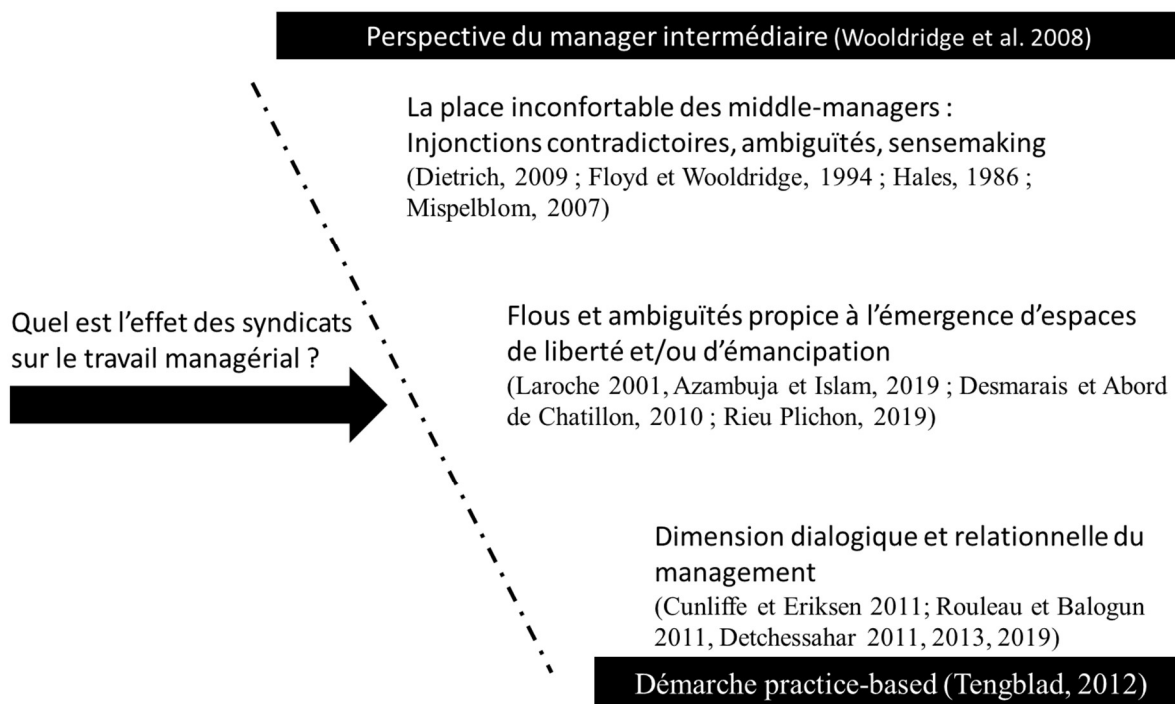 Perspective du manager intermédiaire (Wooldridge et al. 2008)
La place inconfortable des middle-managers :
Injonctions contradictoires, ambiguïtés, sensemaking
(Dietrich, 2009 ; Floyd et Wooldridge, 1994 ; Hales, 1986 ;
Mispelblom, 2007)
Quel est l’effet des syndicats
sur le travail managérial ?
Flous et ambiguïtés propice à l’émergence d’espaces
de liberté et/ou d’émancipation
(Laroche 2001, Azambuja et Islam, 2019 ; Desmarais et Abord
de Chatillon, 2010 ; Rieu Plichon, 2019)
Dimension dialogique et relationnelle du
management
(Cunliffe et Eriksen 2011; Rouleau et Balogun
2011, Detchessahar 2011, 2013, 2019)
Démarche practice-based (Tengblad, 2012)